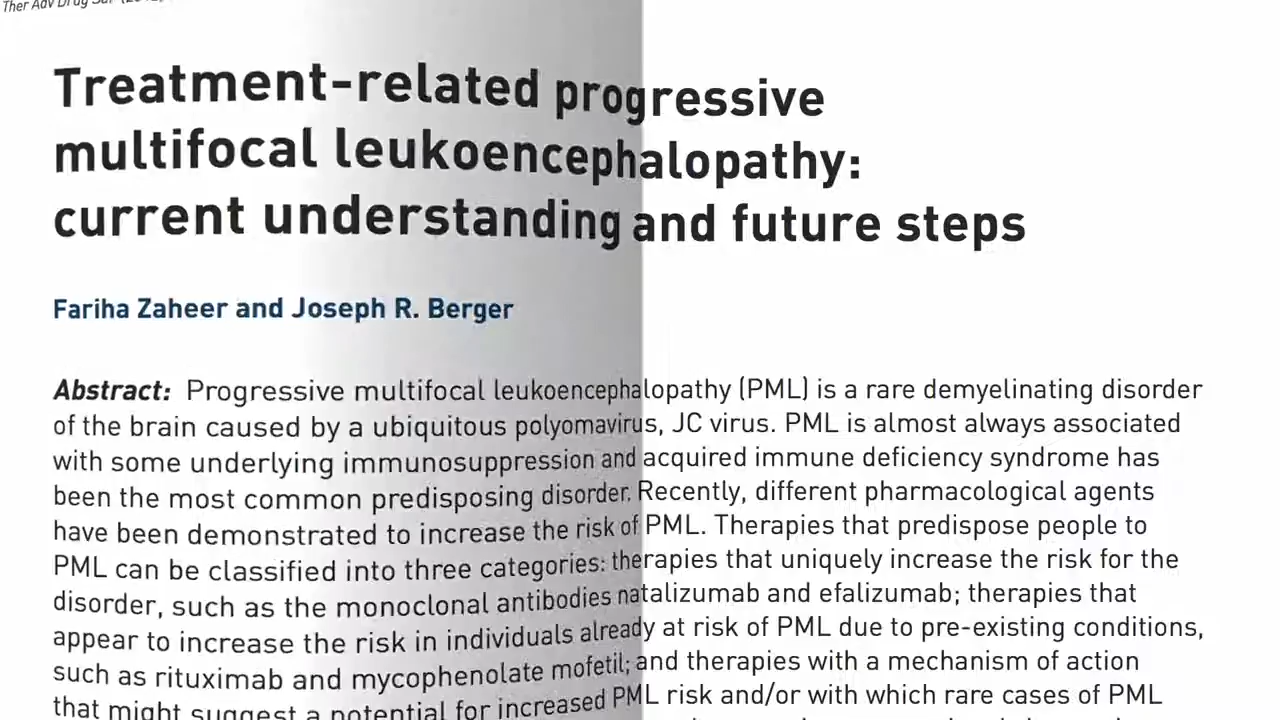 Ther Adv Drug Saf
Treatment-related progressive
multifocal leukoencephalopathy:
current understanding and future steps
Fariha Zaheer and Joseph R. Berger
Abstract: Progressive multifocal leukoencephalopathy (PML) is a rare demyelinating disorder
of the brain caused by a ubiquitous polyomavirus, JC virus. PML is almost always associated
with some underlying immunosuppression and acquired immune deficiency syndrome has
been the most common predisposing disorder. Recently, different pharmacological agents
have been demonstrated to increase the risk of PML. Therapies that predispose people to
PML can be classified into three categories: therapies that uniquely increase the risk for the
disorder, such as the monoclonal antibodies natalizumab and efalizumab; therapies that
appear to increase the risk in individuals already at risk of PML due to pre-existing conditions,
such as rituximab and mycophenolate mofetil; and therapies with a mechanism of action
that might suggest a potential for increased PML risk and/or with which rare cases of PML